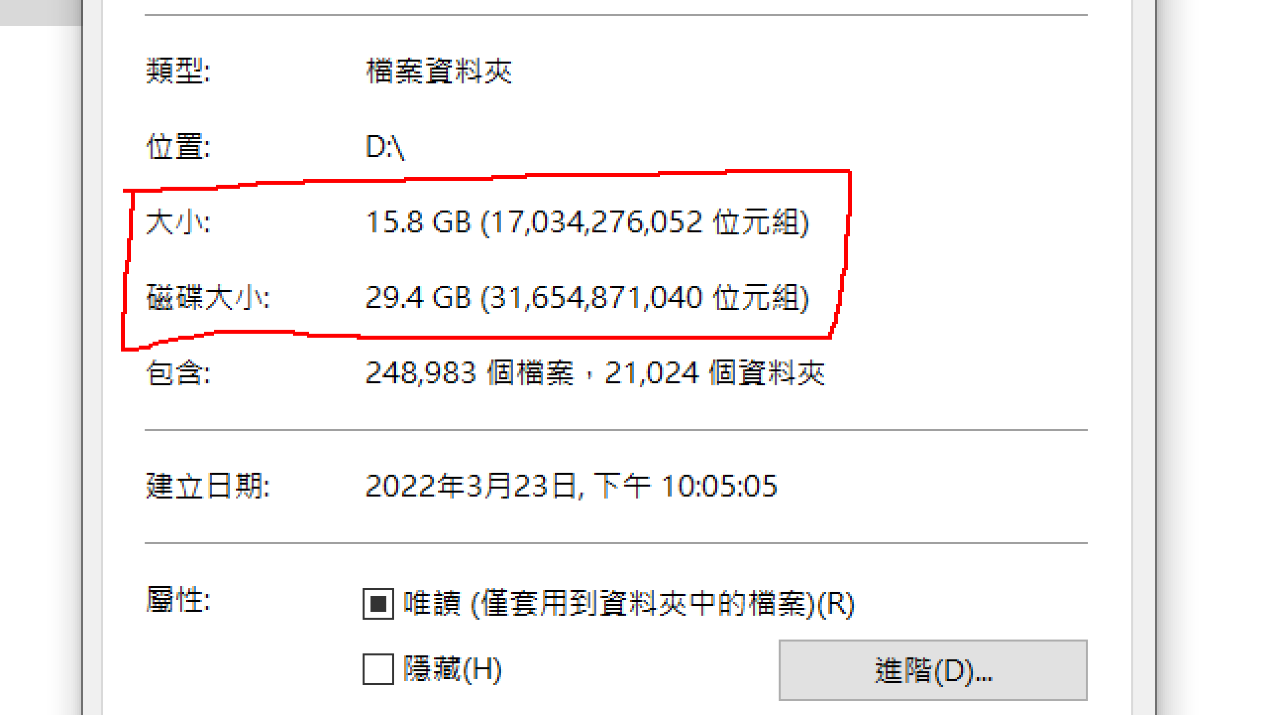 類型: 檔案資料夾
位置: D:\
大小: 15.8 GB (17,034,276,052 位元組)
磁碟大小: 29.4 GB (31,654,871,040 位元組)
包含: 248,983 個檔案，21,024 個資料夾
建立日期: 2022年3月23日, 下午 10:05:05
屬性: 唯讀 (僅套用到資料夾中的檔案)(R)
隱藏(H) 進階(D)...